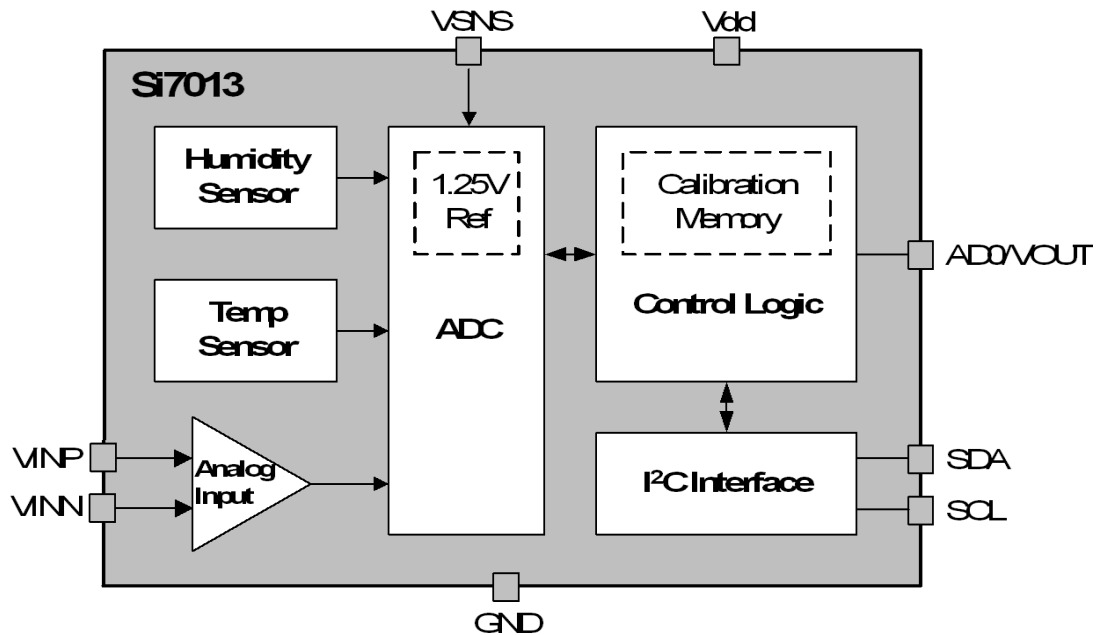 VSNS
Vdd
Si7013
Humidity
Sensor
1.25V
Ref
Calibration
Memory
AD0/VOUT
Control Logic
ADC
Temp
Sensor
VINP
VINN
Analog
Input
I²C Interface
SDA
SCL
GND